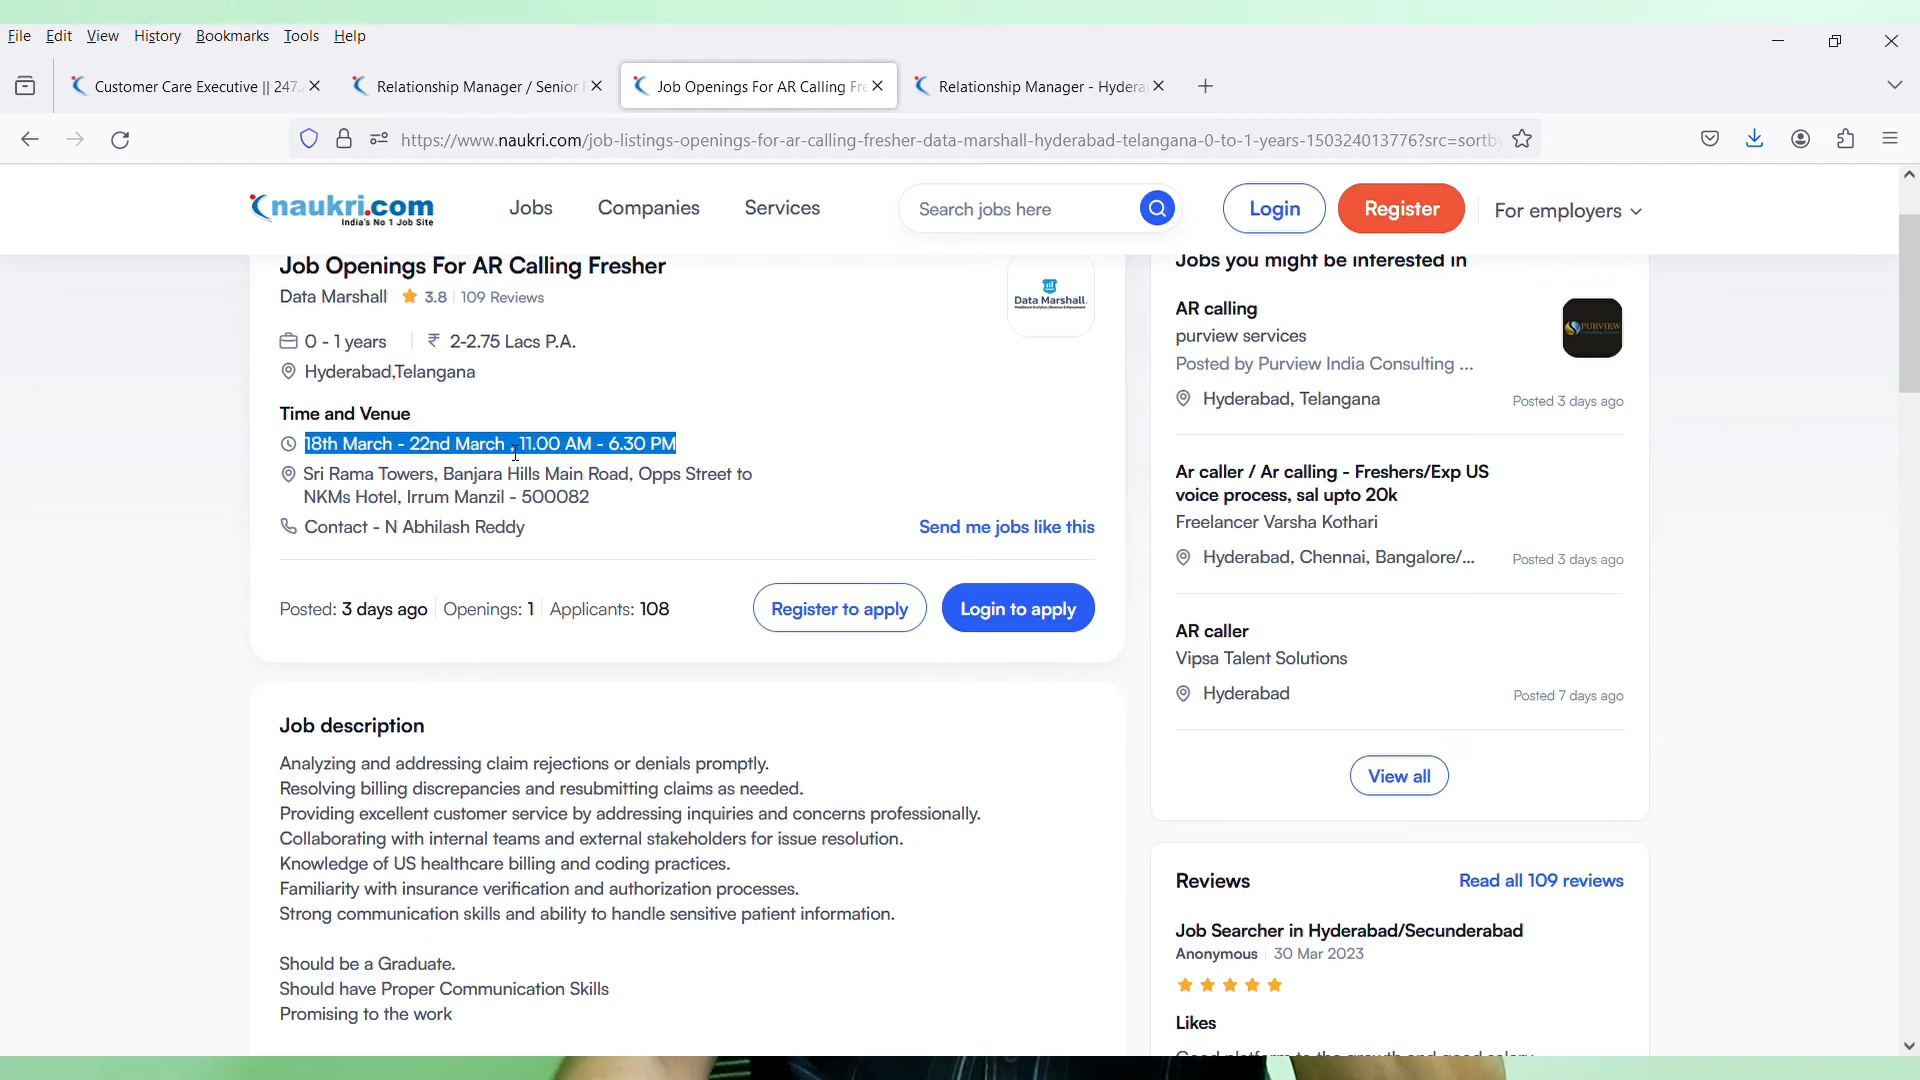 File Edit View History Bookmarks Tools Help
Customer Care Executive || 247.
Relationship Manager / Senior
Job Openings For AR Calling Fre
Relationship Manager - Hydera
https://www.naukri.com/job-listings-openings-for-ar-calling-fresher-data-marshall-hyderabad-telangana-0-to-1-years-150324013776?src=sortb
naukri.com
India's No 1 Job Site
Jobs
Companies
Services
Search jobs here
Login
Register
For employers
Job Openings For AR Calling Fresher
Data Marshall 3.8 109 Reviews
Data Marshall.
0 - 1 years ₹ 2-2.75 Lacs P.A.
Hyderabad,Telangana
Time and Venue
18th March - 22nd March , 11.00 AM - 6.30 PM
Sri Rama Towers, Banjara Hills Main Road, Opps Street to
NKMs Hotel, Irrum Manzil - 500082
Contact - N Abhilash Reddy
Send me jobs like this
Posted: 3 days ago Openings: 1 Applicants: 108
Register to apply
Login to apply
Job description
Analyzing and addressing claim rejections or denials promptly.
Resolving billing discrepancies and resubmitting claims as needed.
Providing excellent customer service by addressing inquiries and concerns professionally.
Collaborating with internal teams and external stakeholders for issue resolution.
Knowledge of US healthcare billing and coding practices.
Familiarity with insurance verification and authorization processes.
Strong communication skills and ability to handle sensitive patient information.
Should be a Graduate.
Should have Proper Communication Skills
Promising to the work
Jobs you might be interested in
AR calling
purview services
Posted by Purview India Consulting ...
PURVIEW
Hyderabad, Telangana
Posted 3 days ago
Ar caller / Ar calling - Freshers/Exp US
voice process, sal upto 20k
Freelancer Varsha Kothari
Hyderabad, Chennai, Bangalore/...
Posted 3 days ago
AR caller
Vipsa Talent Solutions
Hyderabad
Posted 7 days ago
View all
Reviews
Read all 109 reviews
Job Searcher in Hyderabad/Secunderabad
Anonymous 30 Mar 2023
Likes